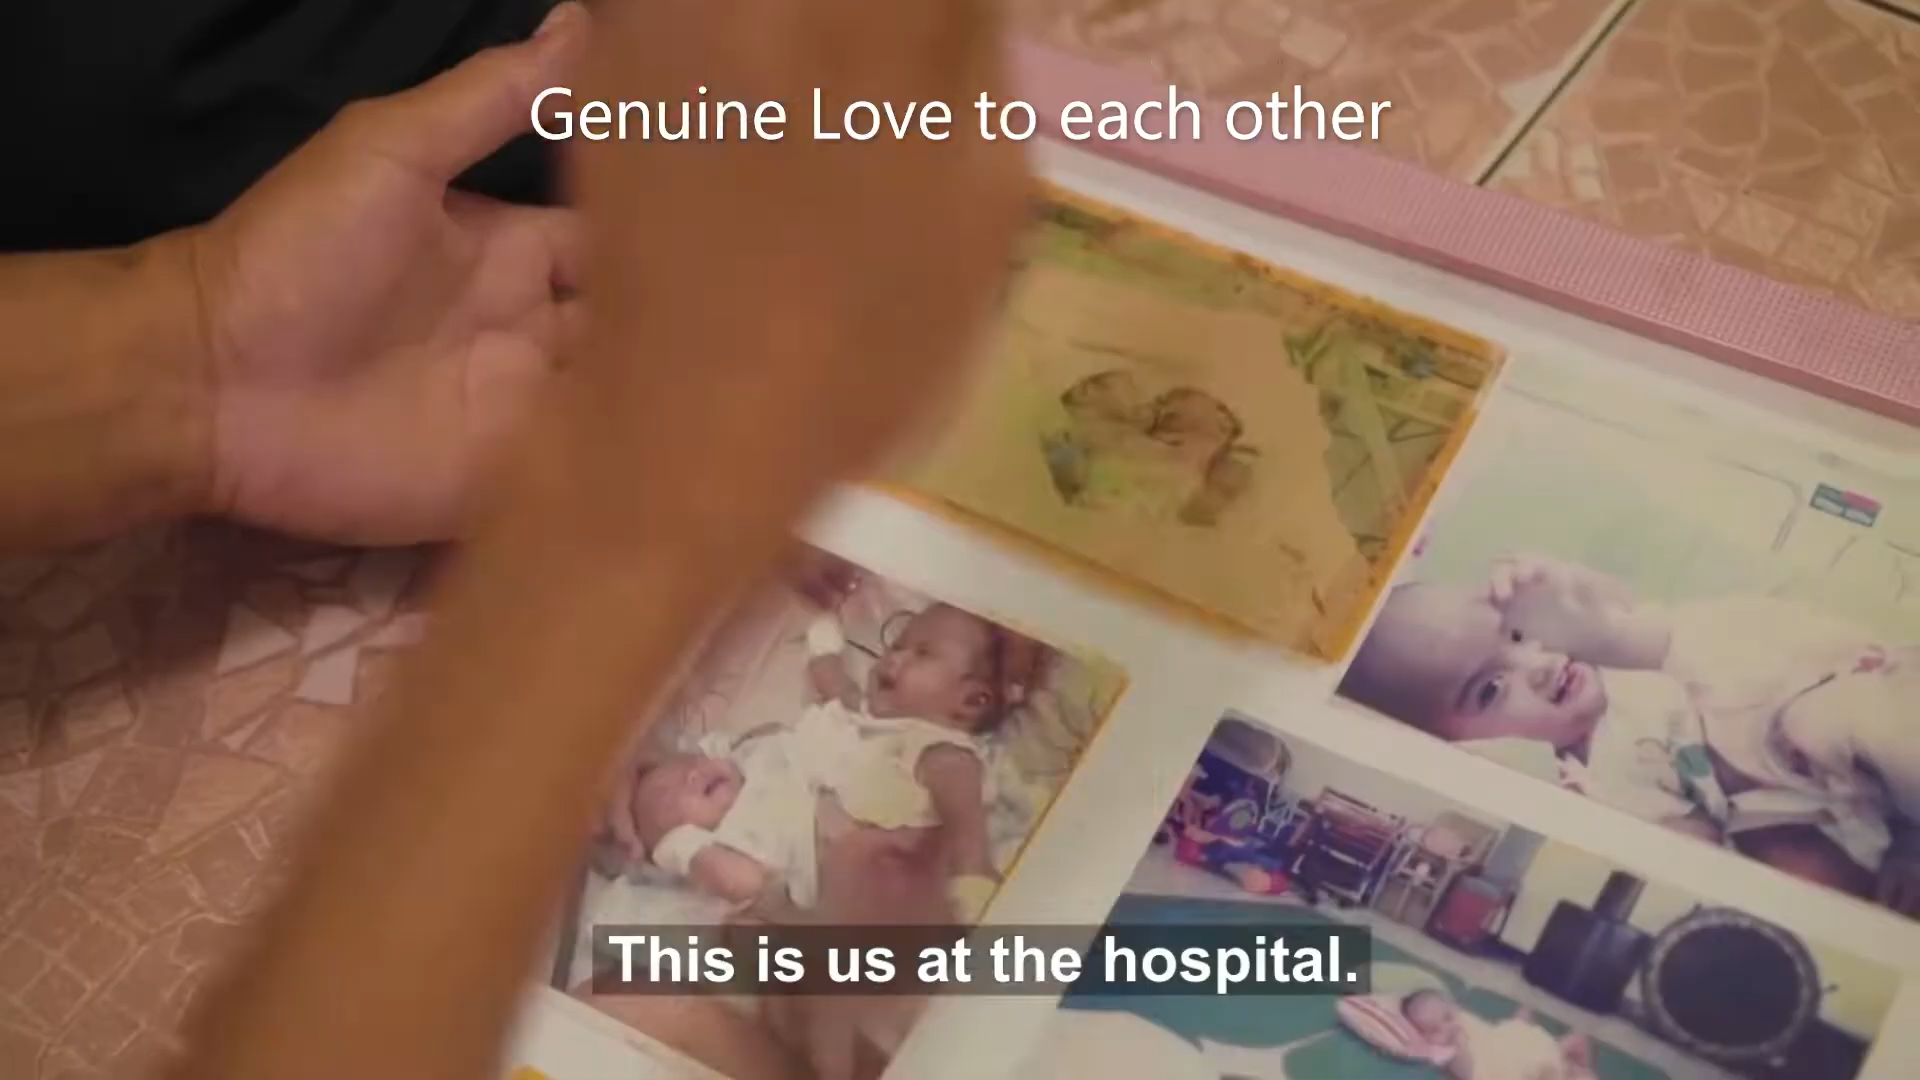 Genuine Love to each other
This is us at the hospital.